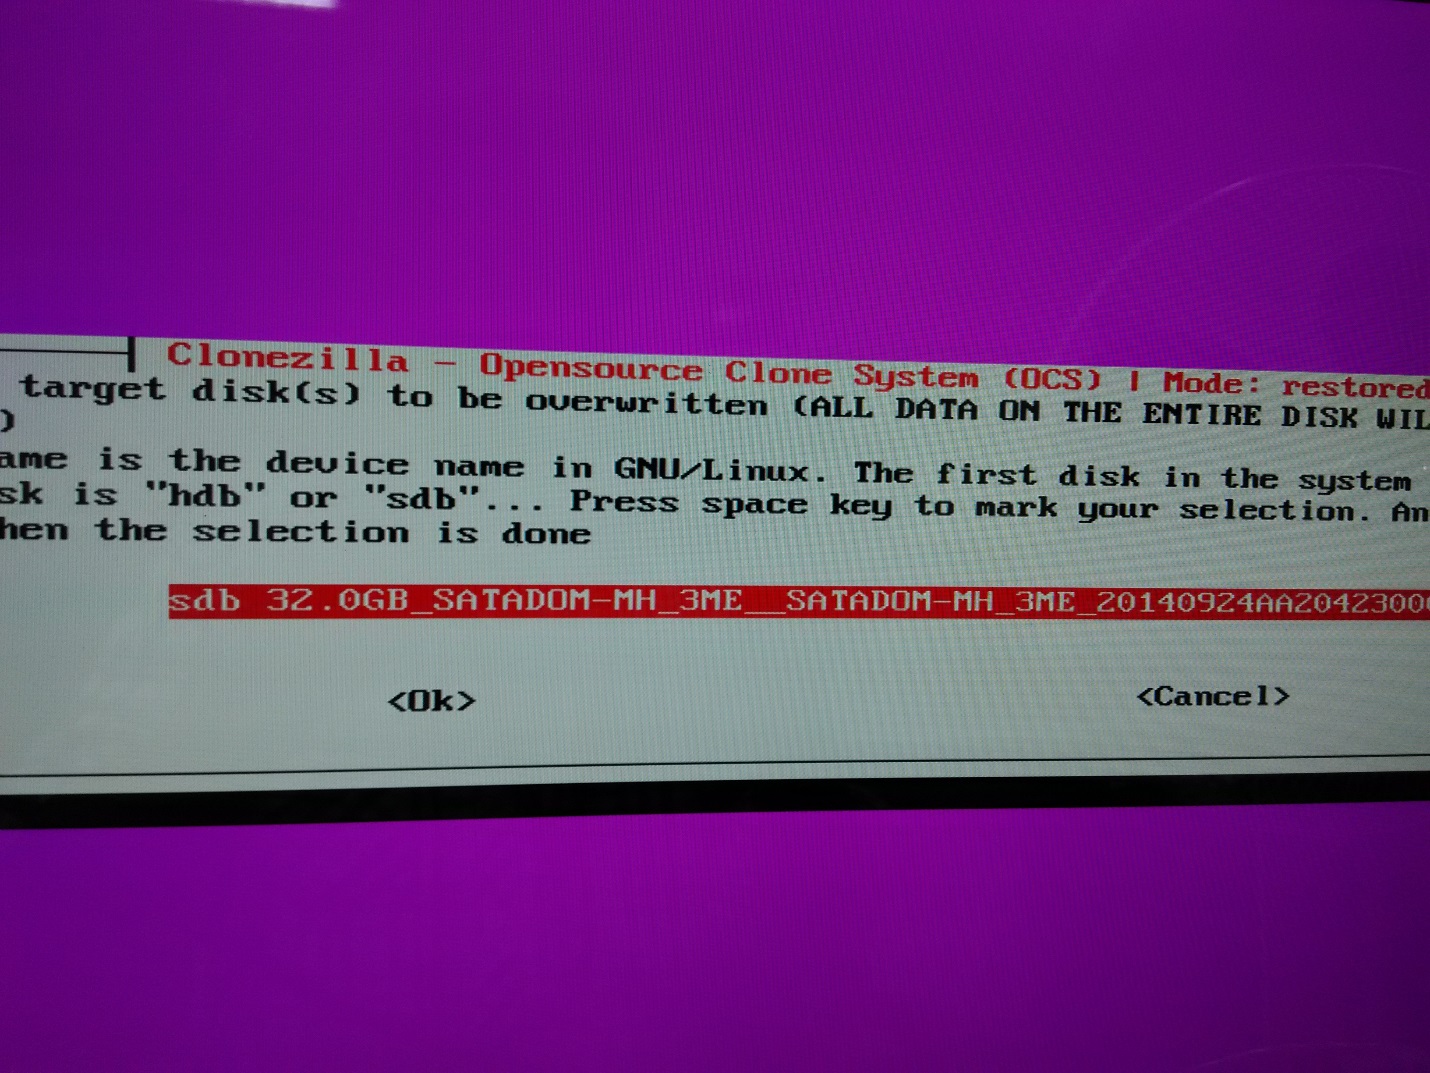 Clonezilla - Opensource Clone System (OCS) | Mode: restored
target disk(s) to be overwritten (ALL DATA ON THE ENTIRE DISK WIL
)
ame is the device name in GNU/Linux. The first disk in the system
sk is "hdb" or "sdb"... Press space key to mark your selection. An
hen the selection is done
sdb 32.0GB_SATADOM-MH_3ME__SATADOM-MH_3ME_20140924AA2042300
<Ok> <Cancel>